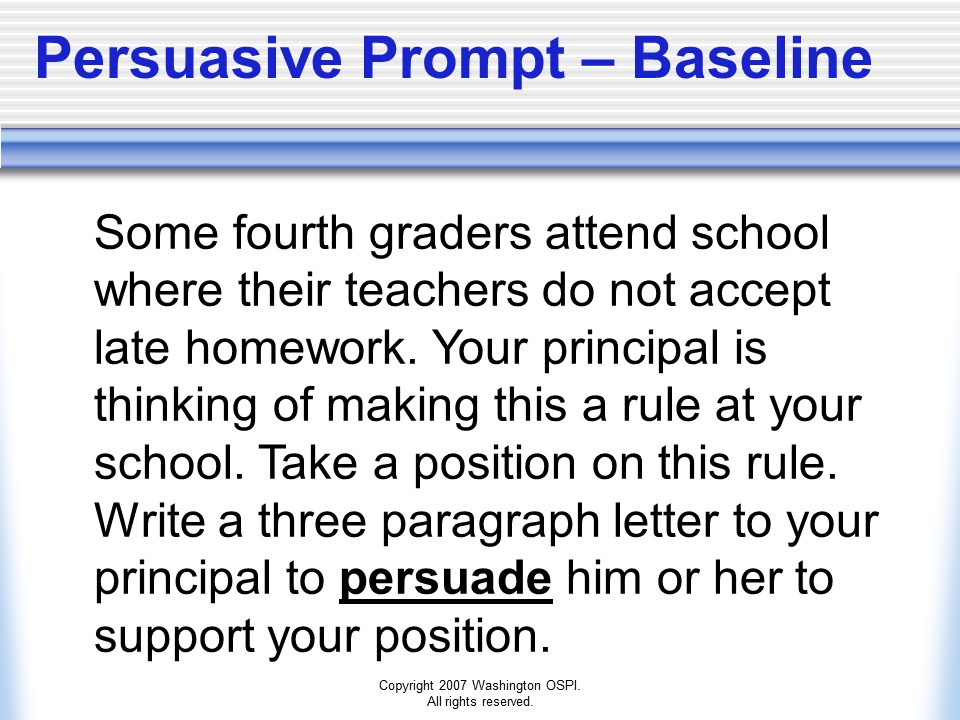 Persuasive Prompt – Baseline
Some fourth graders attend school
where their teachers do not accept
late homework. Your principal is
thinking of making this a rule at your
school. Take a position on this rule.
Write a three paragraph letter to your
principal to persuade him or her to
support your position.
Copyright 2007 Washington OSPI.
All rights reserved.